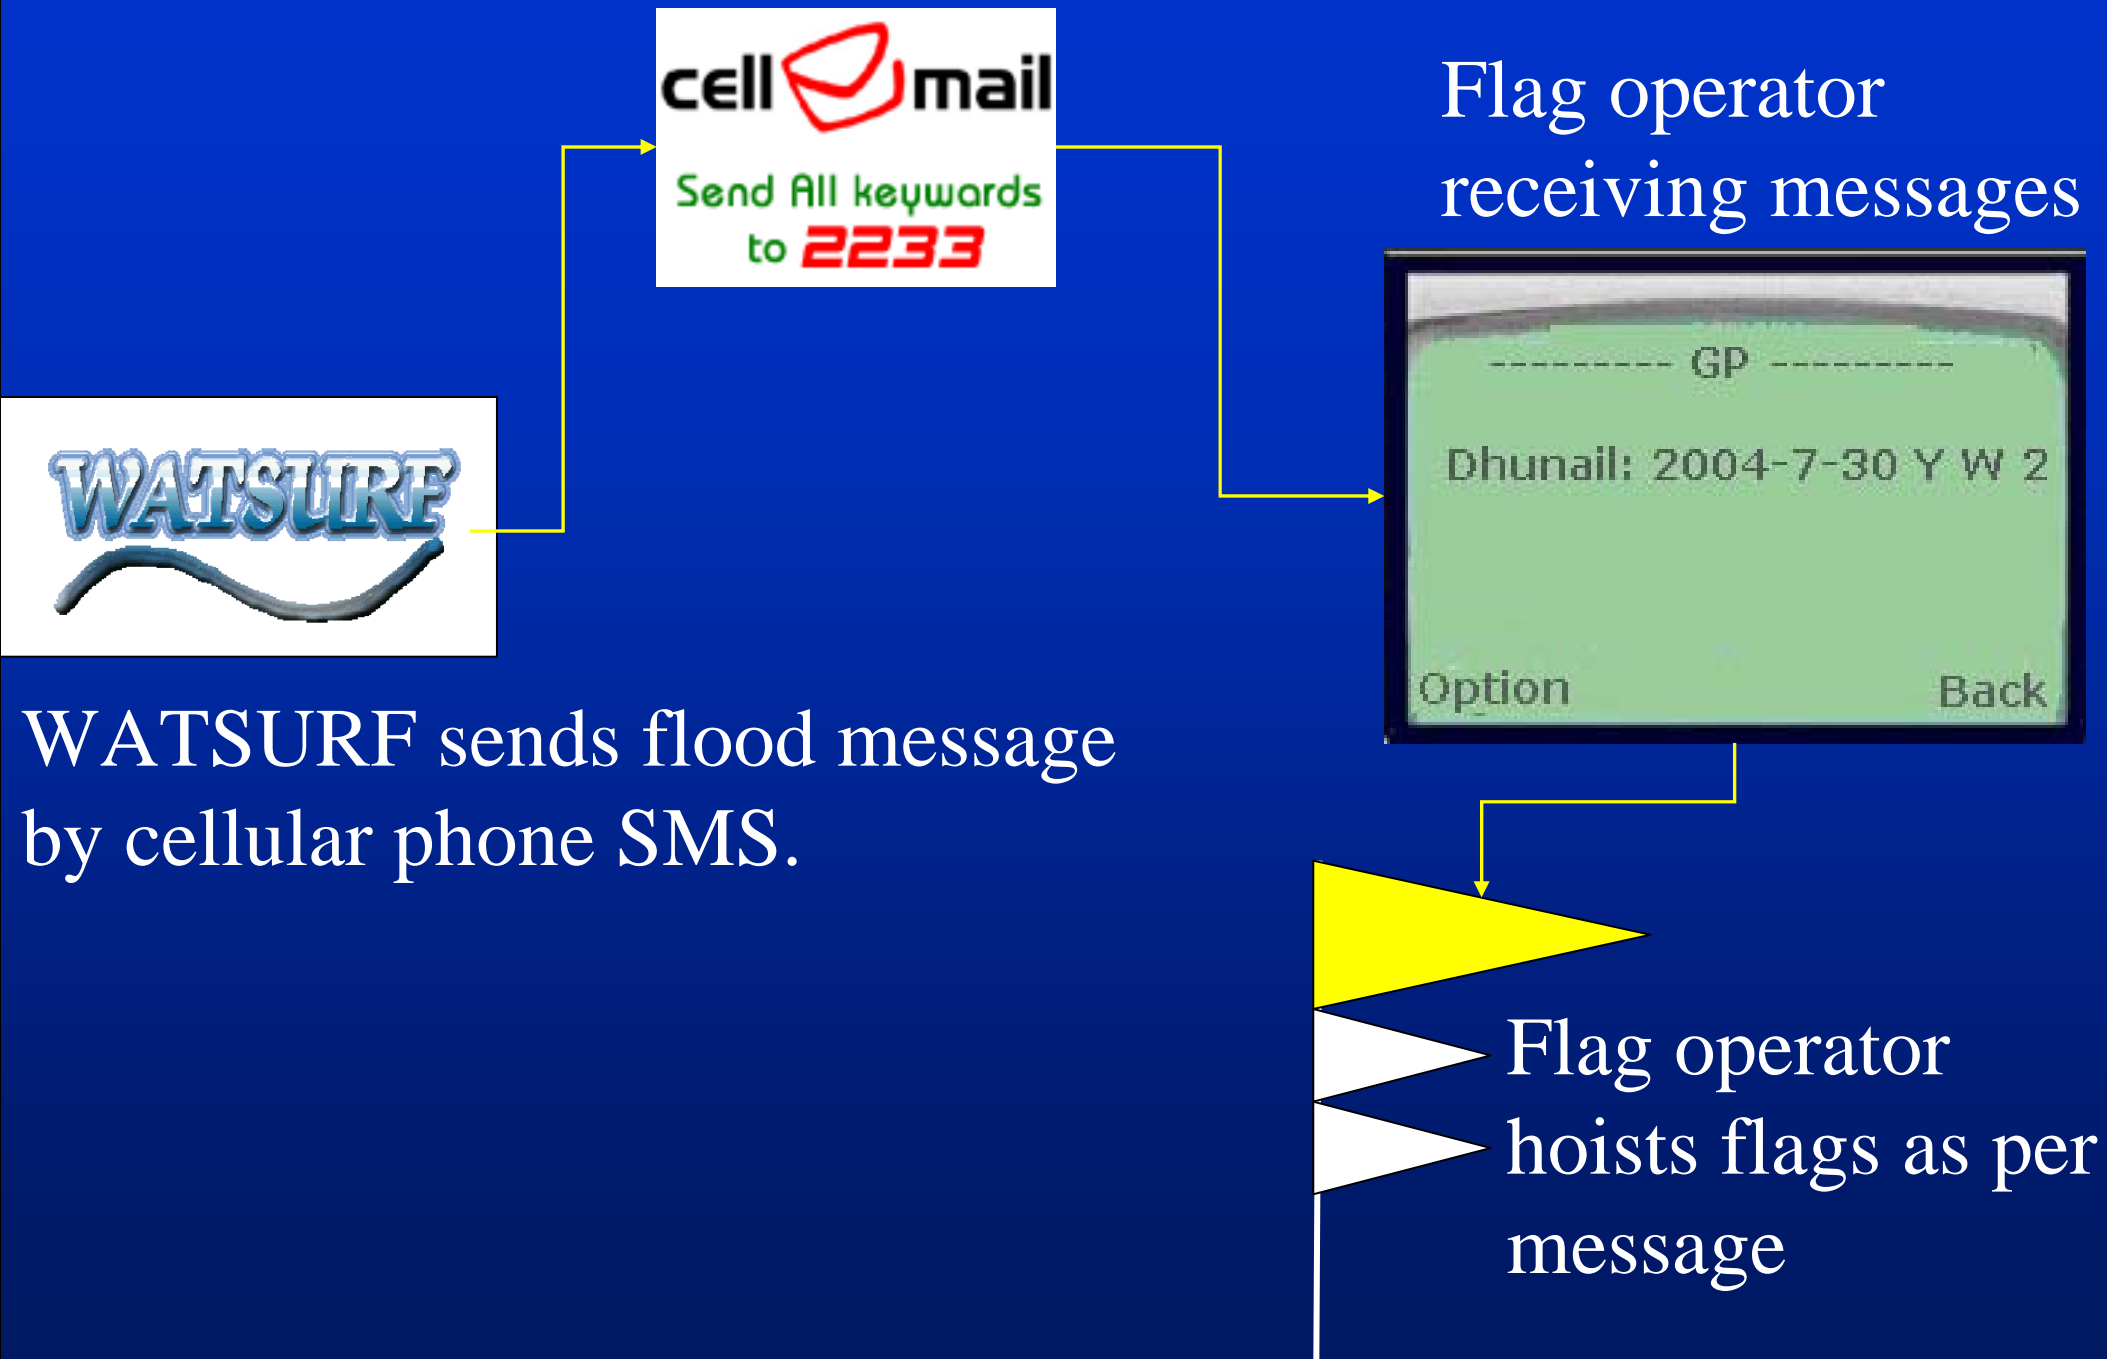 cell mail
Send All keywards
to 2233
Flag operator
receiving messages
--------- GP ---------
Dhunail: 2004-7-30 Y W 2
Option
Back
WATSURF
WATSURF sends flood message
by cellular phone SMS.
Flag operator
hoists flags as per
message